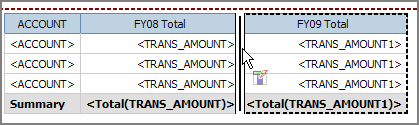 ACCOUNT FY08 Total FY09 Total
<ACCOUNT> <TRANS_AMOUNT> <TRANS_AMOUNT1>
<ACCOUNT> <TRANS_AMOUNT> <TRANS_AMOUNT1>
<ACCOUNT> <TRANS_AMOUNT> <TRANS_AMOUNT1>
Summary <Total(TRANS_AMOUNT)> <Total(TRANS_AMOUNT1)>